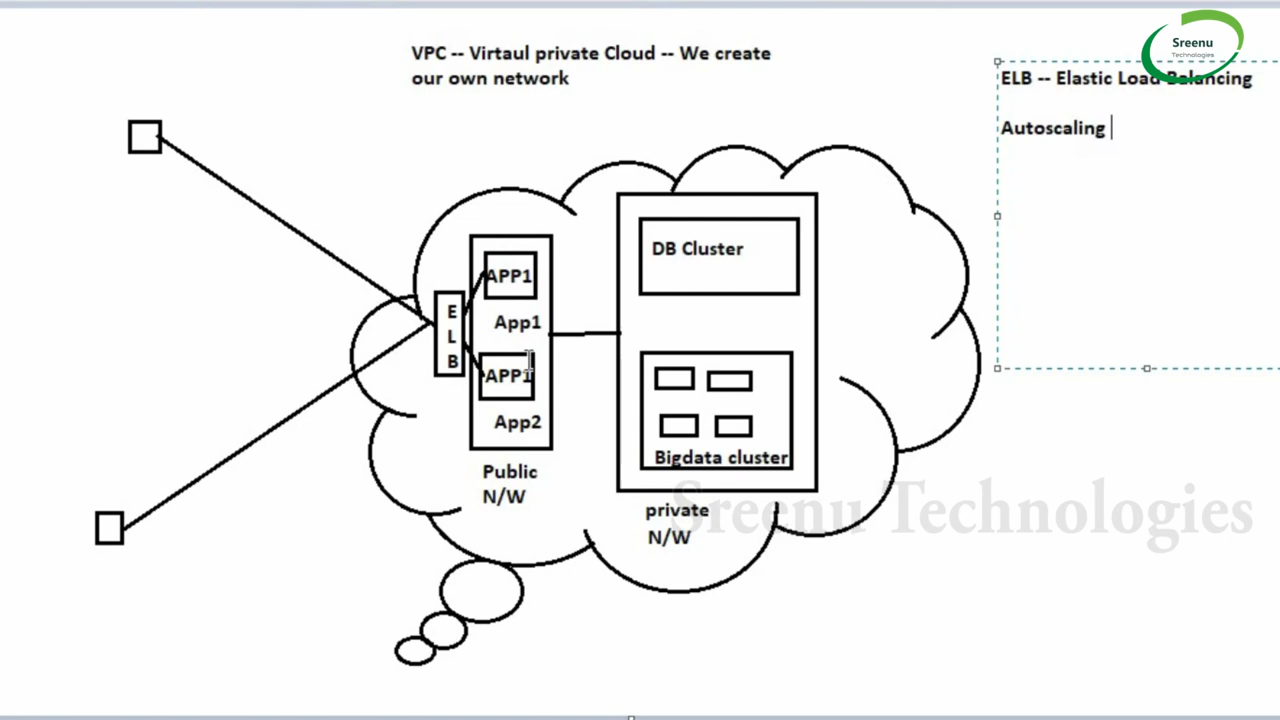 VPC -- Virtaul private Cloud -- We create
our own network
Sreenu
Technologies
ELB -- Elastic Load Balancing
Autoscaling
APP1
App1
E
L
B
APP1
App2
Public
N/W
DB Cluster
Bigdata cluster
private
N/W
Sreenu Technologies